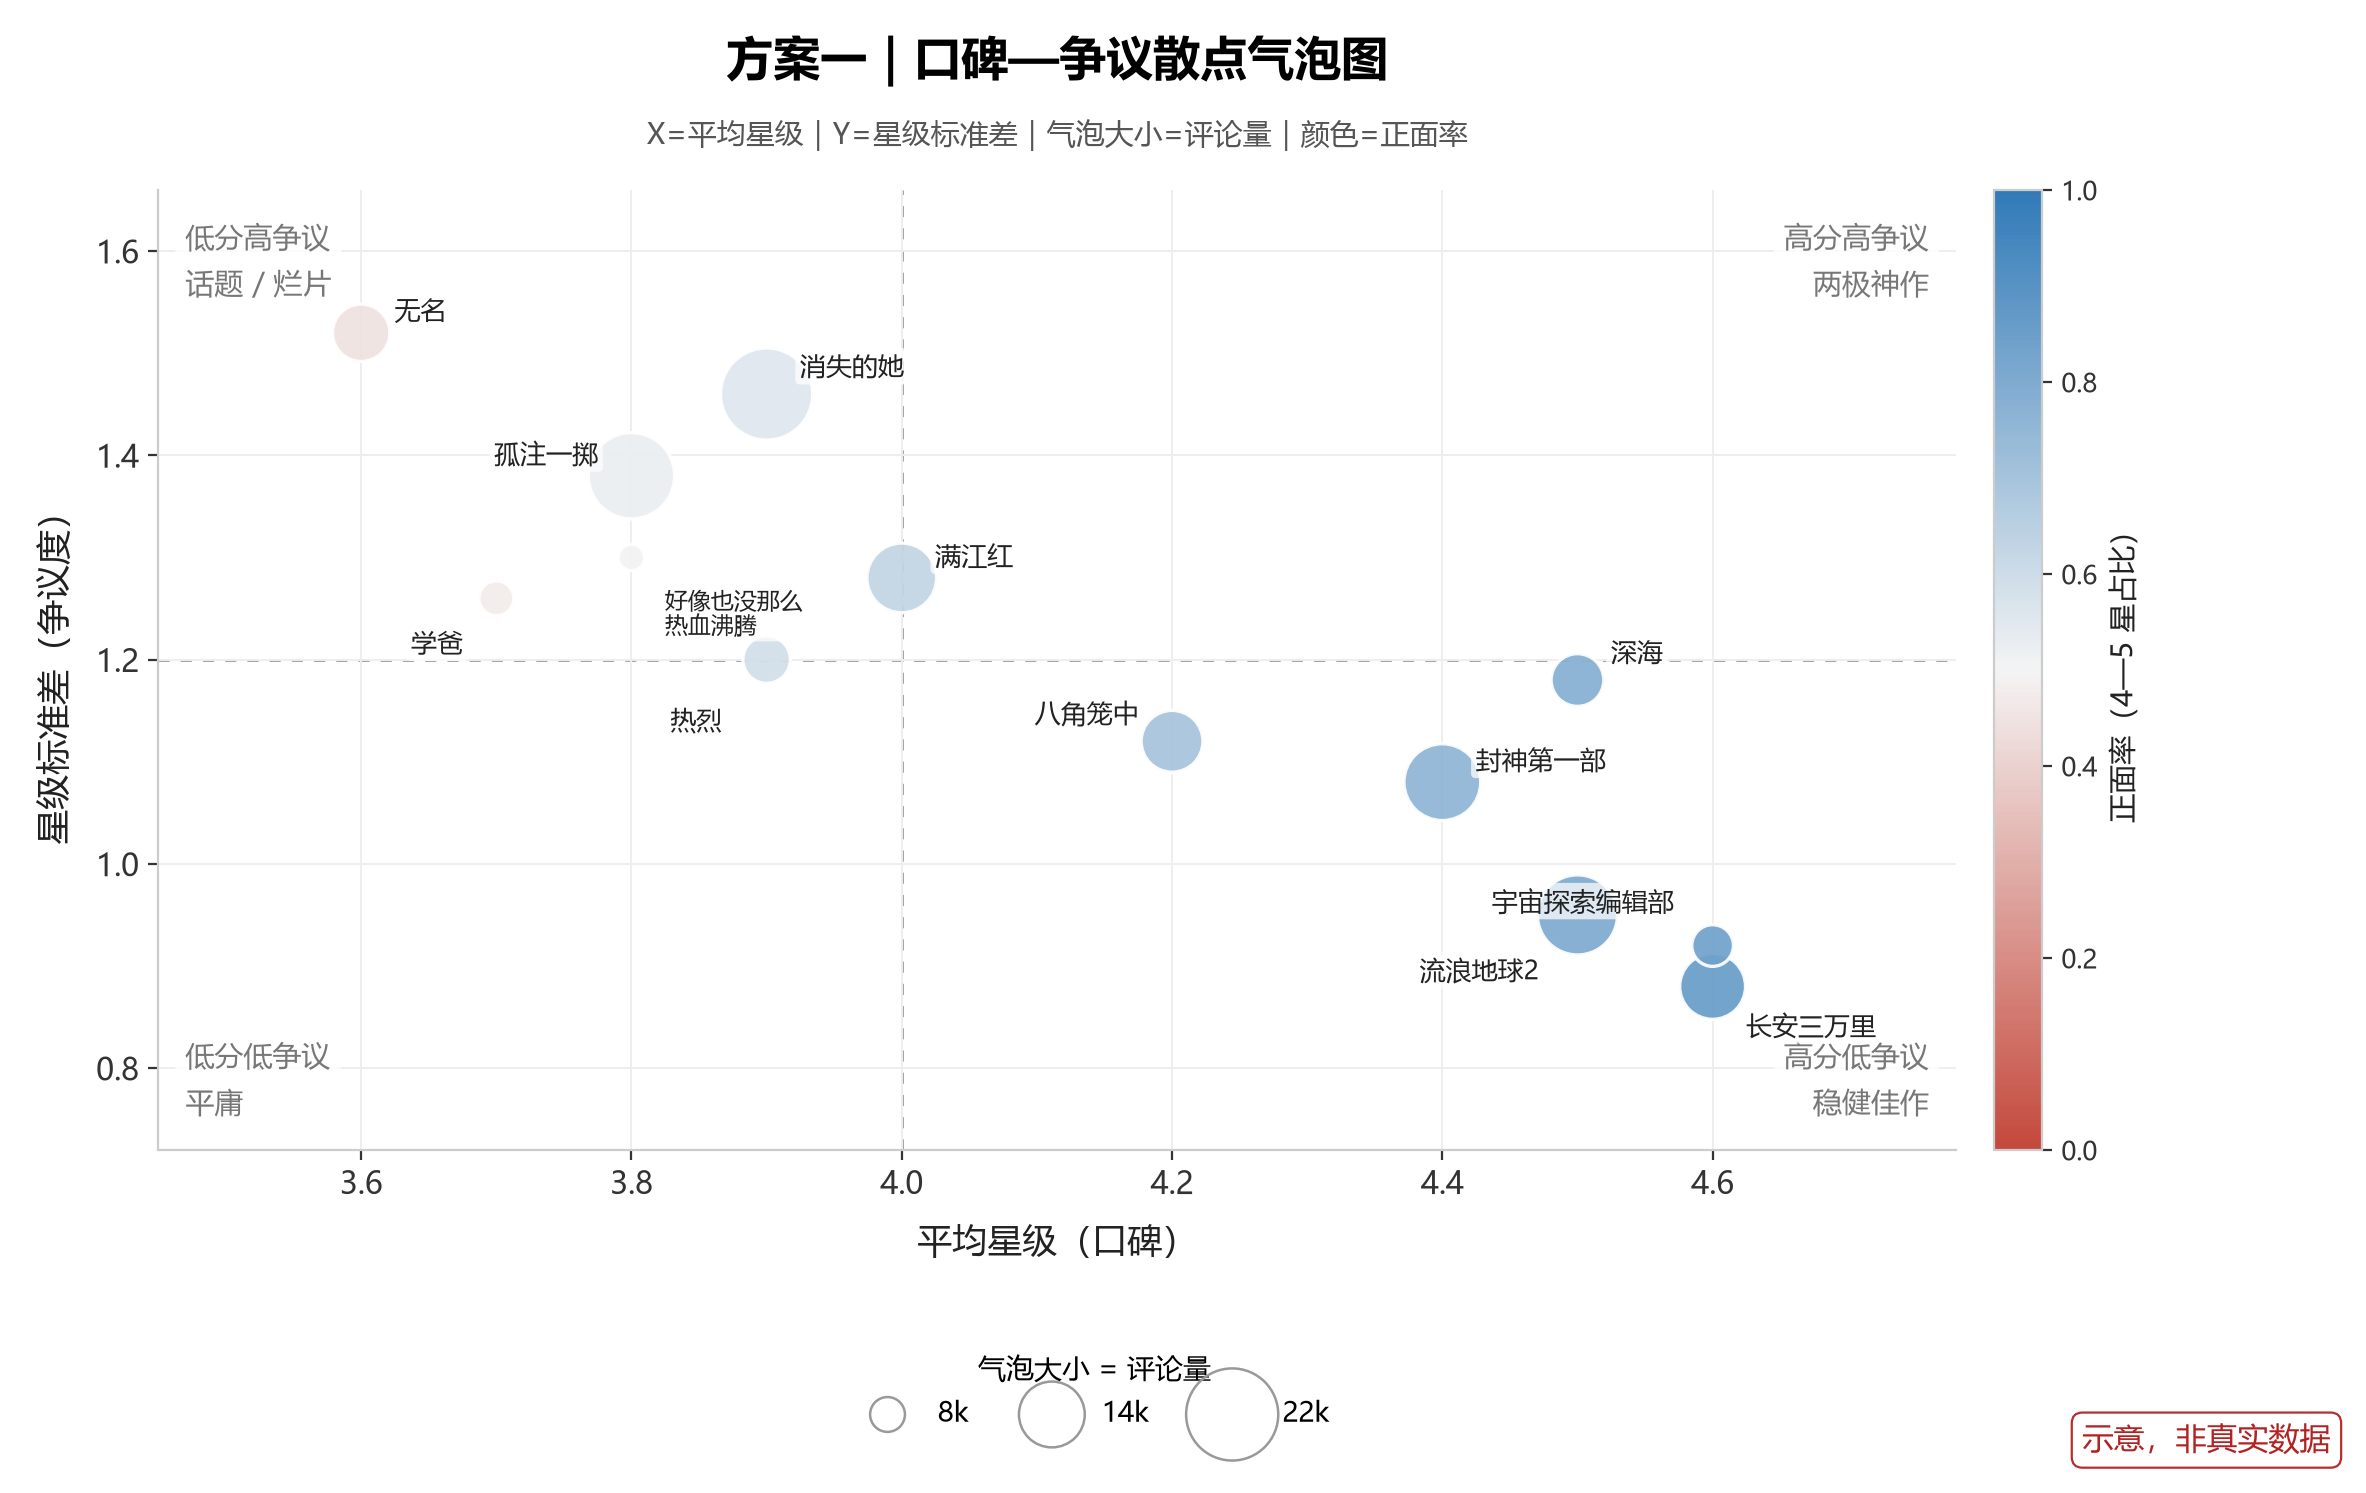 方案一｜口碑—争议散点气泡图
X=平均星级｜Y=星级标准差｜气泡大小=评论量｜颜色=正面率
低分高争议
话题 / 烂片
高分高争议
两极神作
无名
消失的她
孤注一掷
满江红
好像也没那么
热血沸腾
学爸
热烈
深海
八角笼中
封神第一部
宇宙探索编辑部
流浪地球2
长安三万里
低分低争议
平庸
高分低争议
稳健佳作
星级标准差（争议度）
1.6
1.4
1.2
1.0
0.8
3.6
3.8
4.0
4.2
4.4
4.6
平均星级（口碑）
1.0
0.8
0.6
0.4
0.2
0.0
正面率（4—5 星占比）
气泡大小 = 评论量
8k
14k
22k
示意，非真实数据